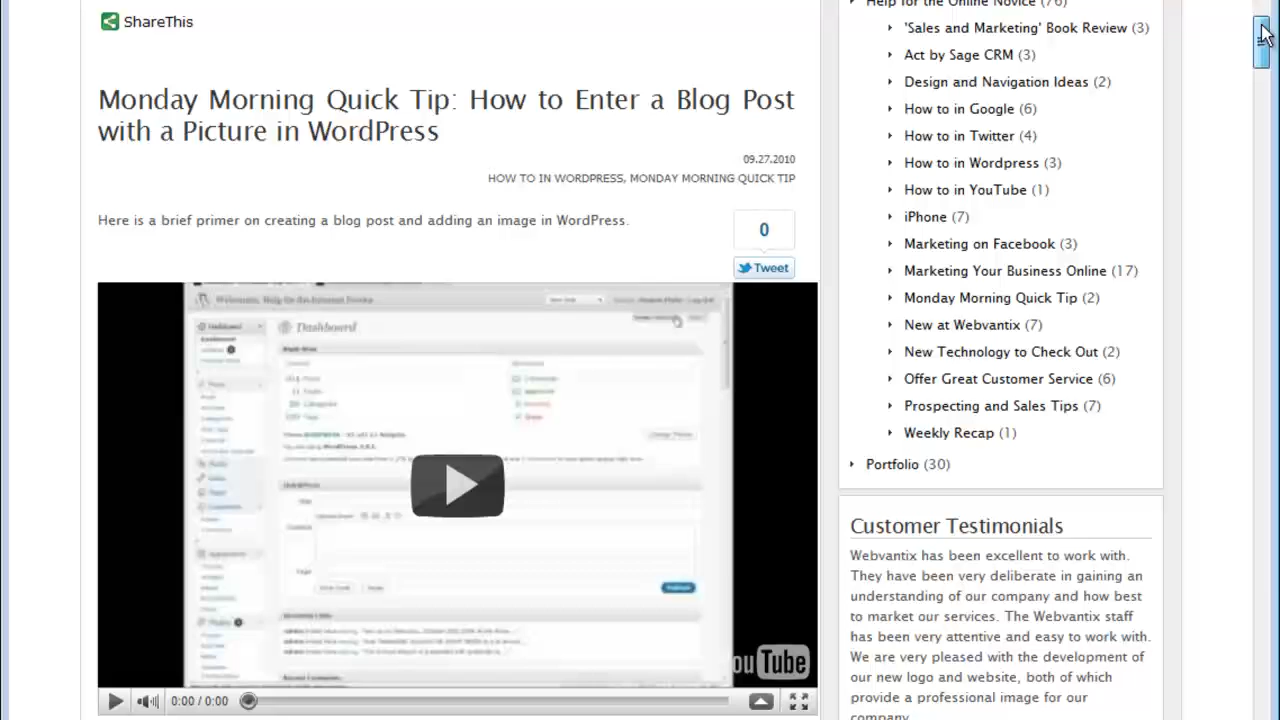 ShareThis
Monday Morning Quick Tip: How to Enter a Blog Post
with a Picture in WordPress
09.27.2010
HOW TO IN WORDPRESS, MONDAY MORNING QUICK TIP
Here is a brief primer on creating a blog post and adding an image in WordPress.
0
Tweet
Dashboard
YouTube
0:00 / 0:00
Help for the Online Novice (76)
'Sales and Marketing' Book Review (3)
Act by Sage CRM (3)
Design and Navigation Ideas (2)
How to in Google (6)
How to in Twitter (4)
How to in Wordpress (3)
How to in YouTube (1)
iPhone (7)
Marketing on Facebook (3)
Marketing Your Business Online (17)
Monday Morning Quick Tip (2)
New at Webvantix (7)
New Technology to Check Out (2)
Offer Great Customer Service (6)
Prospecting and Sales Tips (7)
Weekly Recap (1)
Portfolio (30)
Customer Testimonials
Webvantix has been excellent to work with.
They have been very deliberate in gaining an
understanding of our company and how best
to market our services. The Webvantix staff
has been very atentive and easy to work with.
We are very pleased with the development of
our new logo and website, both of which
provide a professional image for our
company.